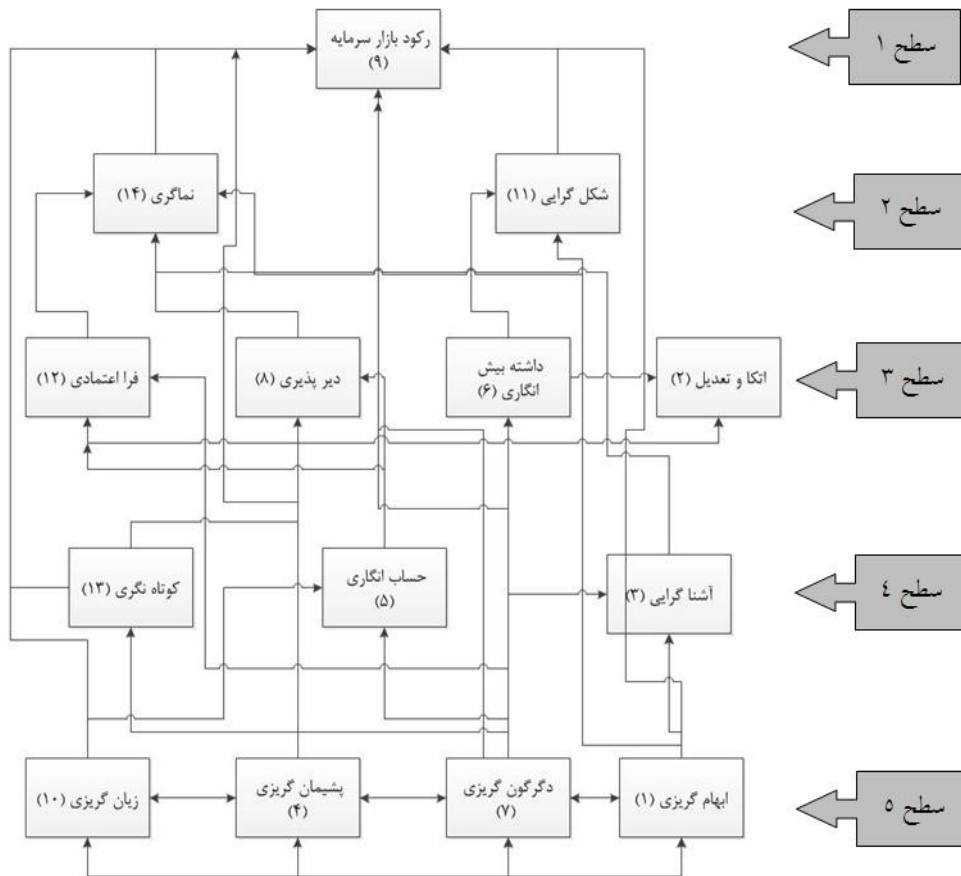 رکود بازار سرمایه
(۹)
سطح ۱
نماگری (۱۴)
شکل گرایی (۱۱)
سطح ۲
فرا اعتمادی (۱۲)
دیر پذیری (۸)
داشته بیش
انگاری (۶)
اتکا و تعدیل (۲)
سطح ۳
کوتاه نگری (۱۳)
حساب انگاری
(۵)
آشنا گرایی (۳)
سطح ٤
زیان گریزی (۱۰)
پشیمان گریزی
(۴)
دگرگون گریزی
(۷)
ابهام گریزی (۱)
سطح ٥